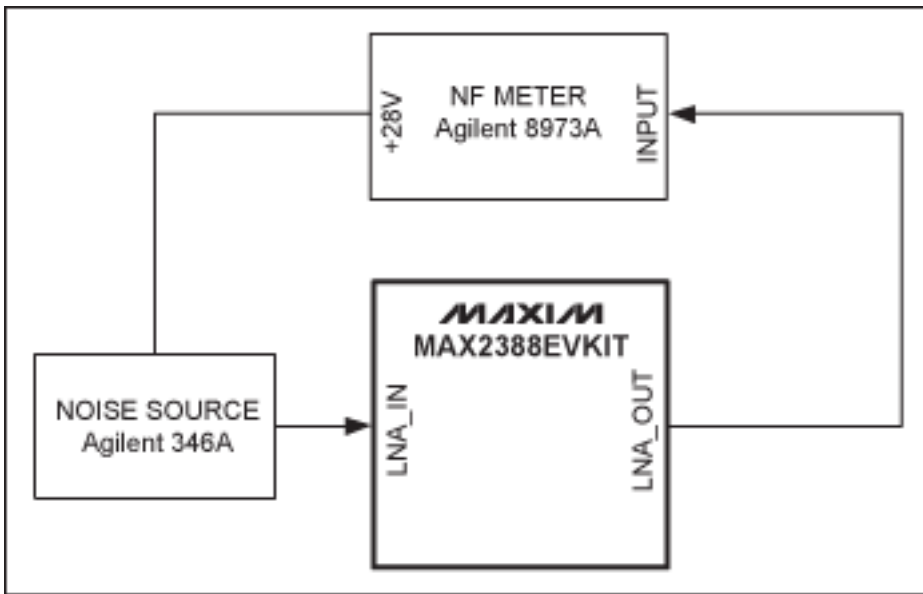 +28V
NF METER
Agilent 8973A
INPUT
MAXIM
MAX2388EVKIT
NOISE SOURCE
Agilent 346A
LNA_IN
LNA_OUT